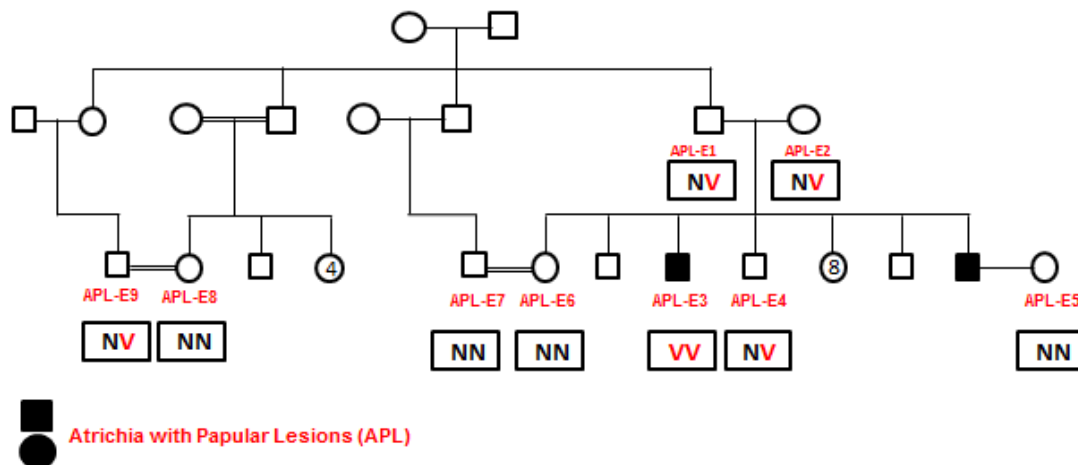 APL-E1 APL-E2
NV NV
4 8
APL-E9 APL-E8 APL-E7 APL-E6 APL-E3 APL-E4 APL-E5
NV NN NN NN VV NV NN
Atrichia with Papular Lesions (APL)